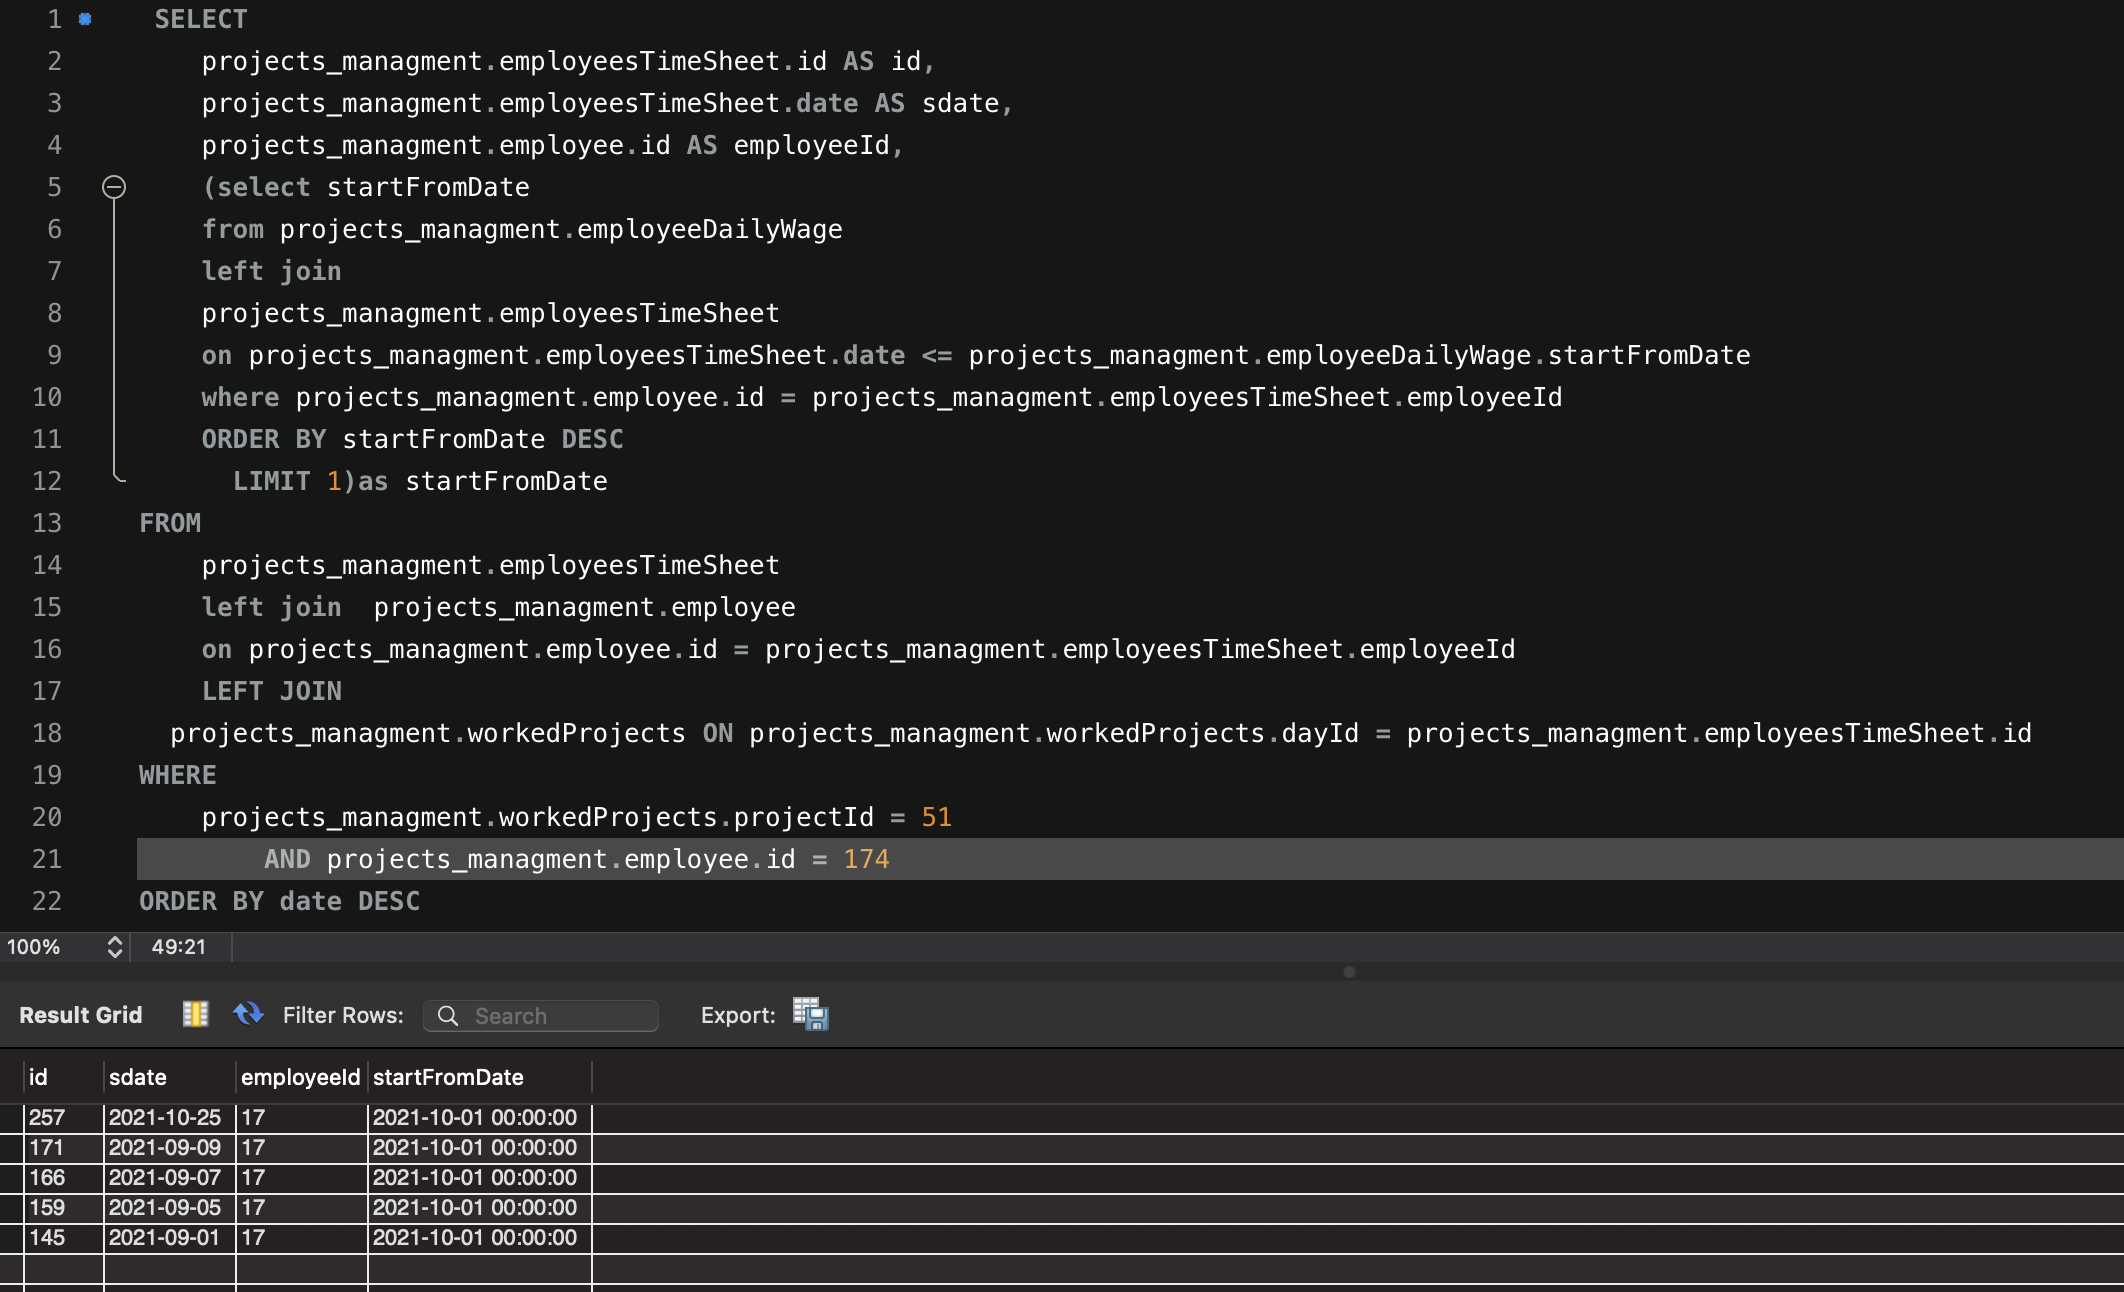 1 SELECT
2 projects_managment.employeesTimeSheet.id AS id,
3 projects_managment.employeesTimeSheet.date AS sdate,
4 projects_managment.employee.id AS employeeId,
5 (select startFromDate
6 from projects_managment.employeeDailyWage
7 left join
8 projects_managment.employeesTimeSheet
9 on projects_managment.employeesTimeSheet.date <= projects_managment.employeeDailyWage.startFromDate
10 where projects_managment.employee.id = projects_managment.employeesTimeSheet.employeeId
11 ORDER BY startFromDate DESC
12 LIMIT 1)as startFromDate
13 FROM
14 projects_managment.employeesTimeSheet
15 left join  projects_managment.employee
16 on projects_managment.employee.id = projects_managment.employeesTimeSheet.employeeId
17 LEFT JOIN
18 projects_managment.workedProjects ON projects_managment.workedProjects.dayId = projects_managment.employeesTimeSheet.id
19 WHERE
20 projects_managment.workedProjects.projectId = 51
21 AND projects_managment.employee.id = 174
22 ORDER BY date DESC
100% 49:21
Result Grid Filter Rows: Search Export:
id sdate employeeId startFromDate
257 2021-10-25 17 2021-10-01 00:00:00
171 2021-09-09 17 2021-10-01 00:00:00
166 2021-09-07 17 2021-10-01 00:00:00
159 2021-09-05 17 2021-10-01 00:00:00
145 2021-09-01 17 2021-10-01 00:00:00